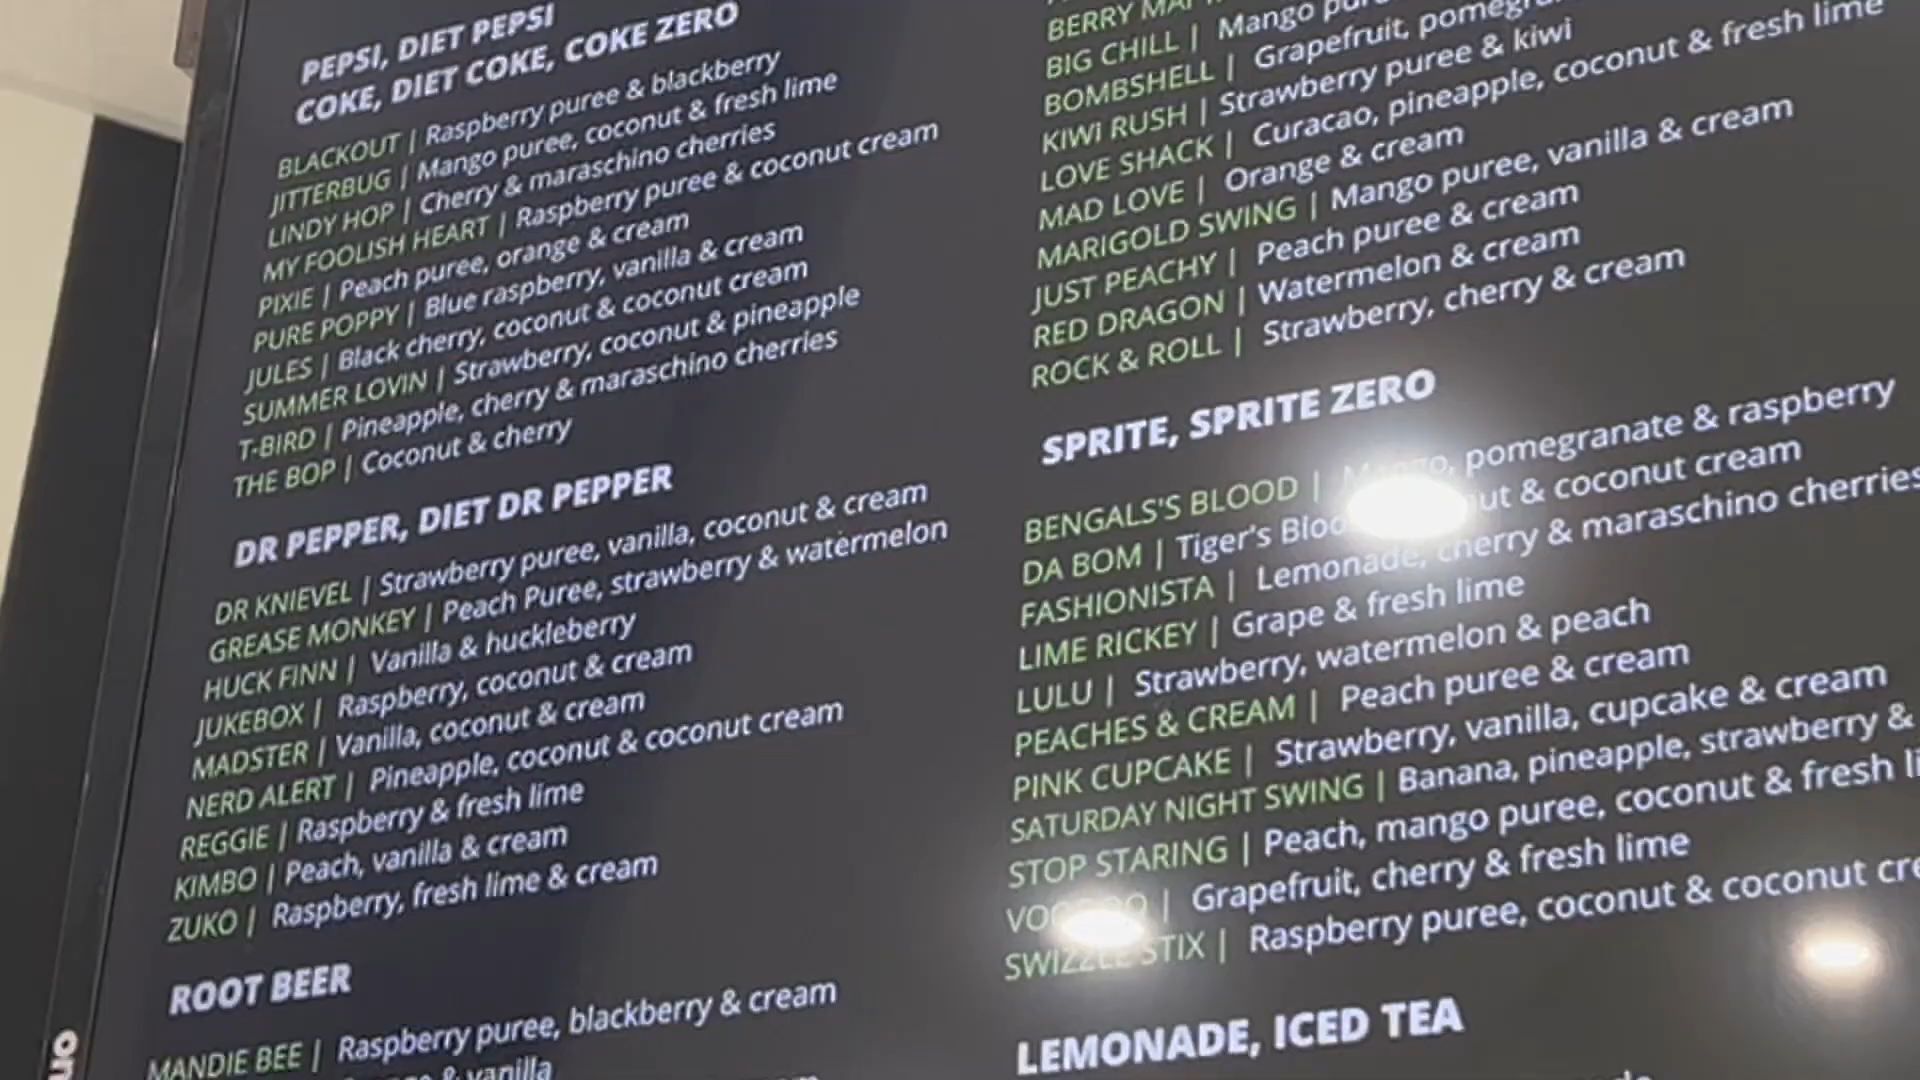 PEPSI, DIET PEPSI
COKE, DIET COKE, COKE ZERO
BLACKOUT | Raspberry puree & blackberry
JITTERBUG | Mango puree, coconut & fresh lime
LINDY HOP | Cherry & maraschino cherries
MY FOOLISH HEART | Raspberry puree & coconut cream
PIXIE | Peach puree, orange & cream
PURE POPPY | Blue raspberry, vanilla & cream
JULES | Black cherry, coconut & coconut cream
SUMMER LOVIN | Strawberry, coconut & pineapple
T-BIRD | Pineapple, cherry & maraschino cherries
THE BOP | Coconut & cherry
DR PEPPER, DIET DR PEPPER
DR KNIEVEL | Strawberry puree, vanilla, coconut & cream
GREASE MONKEY | Peach Puree, strawberry & watermelon
HUCK FINN | Vanilla & huckleberry
JUKEBOX | Raspberry, coconut & cream
MADSTER | Vanilla, coconut & cream
NERD ALERT | Pineapple, coconut & coconut cream
REGGIE | Raspberry & fresh lime
KIMBO | Peach, vanilla & cream
ZUKO | Raspberry, fresh lime & cream
ROOT BEER
MANDIE BEE | Raspberry puree, blackberry & cream
& vanilla
BERRY
BIG CHILL | Mango
BOMBSHELL | Grapefruit,
KIWI RUSH | Strawberry puree & kiwi
LOVE SHACK | Curacao, pineapple, coconut & fresh lime
MAD LOVE | Orange & cream
MARIGOLD SWING | Mango puree, vanilla & cream
JUST PEACHY | Peach puree & cream
RED DRAGON | Watermelon & cream
ROCK & ROLL | Strawberry, cherry & cream
SPRITE, SPRITE ZERO
BENGALS'S BLOOD | Mango, pomegranate & raspberry
DA BOM | Tiger's & coconut cream
FASHIONISTA | Lemonade, cherry & maraschino cherries
LIME RICKEY | Grape & fresh lime
LULU | Strawberry, watermelon & peach
PEACHES & CREAM | Peach puree & cream
PINK CUPCAKE | Strawberry, vanilla, cupcake & cream
SATURDAY NIGHT SWING | Banana, pineapple, strawberry &
STOP STARING | Peach, mango puree, coconut & fresh
| Grapefruit, cherry & fresh lime
SWIZZLE STIX | Raspberry puree, coconut & coconut
LEMONADE, ICED TEA